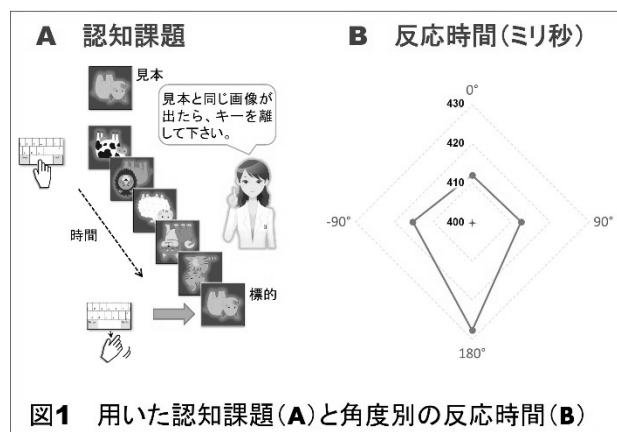 A 認知課題
見本
見本と同じ画像が
出たら、キーを離
して下さい。
時間
標的
B 反応時間(ミリ秒)
0°
430
420
410
400
-90°
90°
180°
図1 用いた認知課題(A)と角度別の反応時間(B)